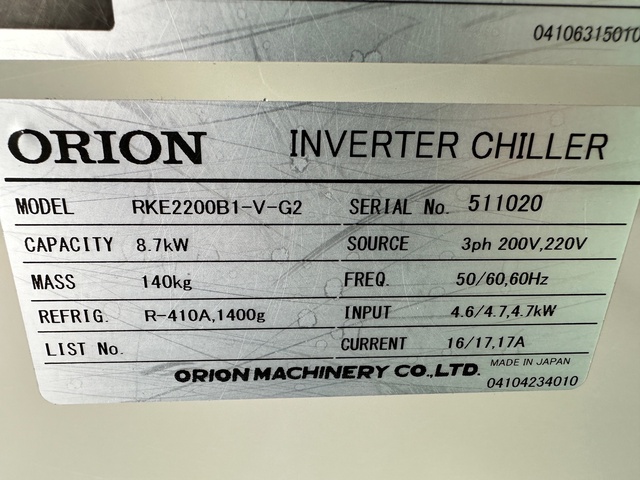 04106315010
ORION INVERTER CHILLER
MODEL RKE2200B1-V-G2 SERIAL No. 511020
CAPACITY 8.7kW SOURCE 3ph 200V,220V
MASS 140kg FREQ. 50/60,60Hz
REFRIG. R-410A,1400g INPUT 4.6/4.7,4.7kW
LIST No. CURRENT 16/17,17A
ORION MACHINERY CO.,LTD. MADE IN JAPAN
04104234010